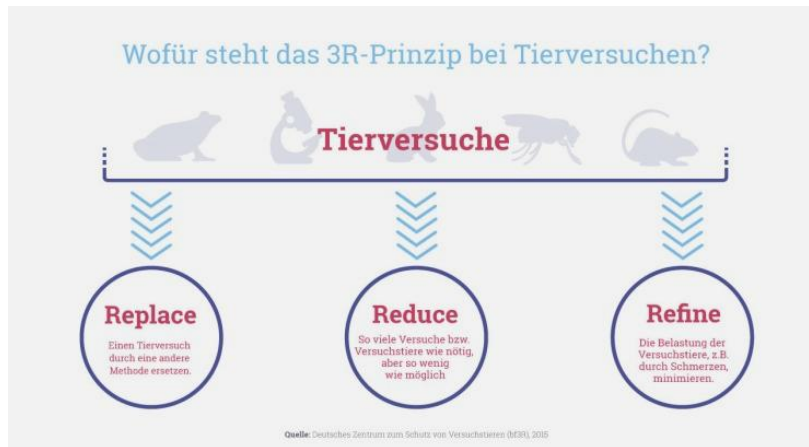 Wofür steht das 3R-Prinzip bei Tierversuchen?
Tierversuche
Replace
Einen Tierversuch
durch eine andere
Methode ersetzen.
Reduce
So viele Versuche bzw.
Versuchstiere wie nötig,
aber so wenig
wie möglich
Refine
Die Belastung der
Versuchstiere, z.B.
durch Schmerzen,
minimieren.
Quelle: Deutsches Zentrum zum Schutz von Versuchstieren (bf3R), 2015